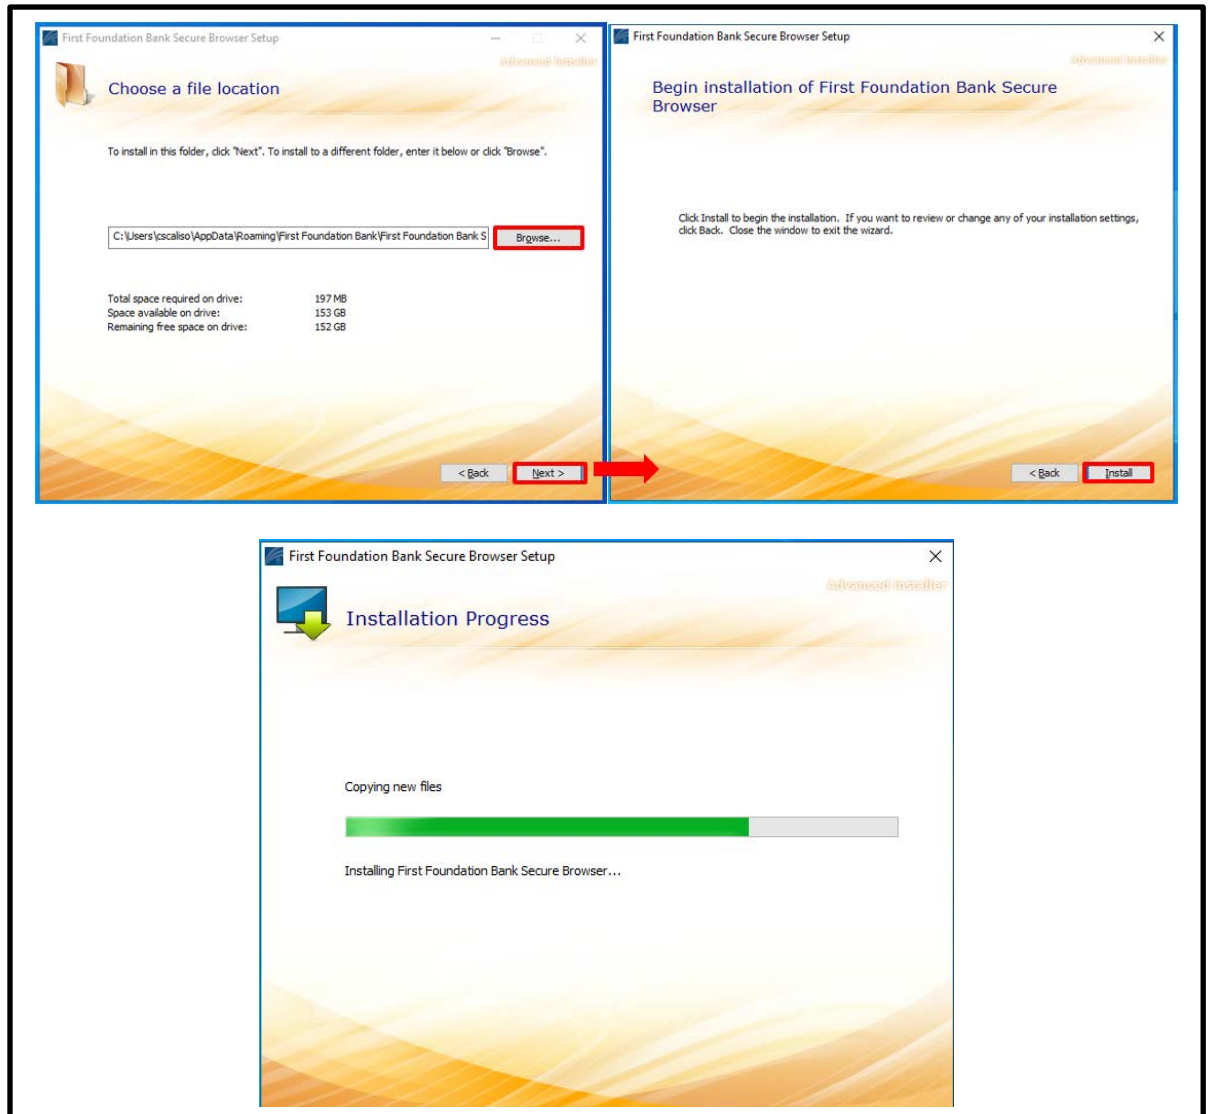 First Foundation Bank Secure Browser Setup
Advanced Installer
Choose a file location
To install in this folder, click "Next". To install to a different folder, enter it below or click "Browse".
C:\Users\cscaliso\AppData\Roaming\First Foundation Bank\First Foundation Bank S
Browse...
Total space required on drive: 197 MB
Space available on drive: 153 GB
Remaining free space on drive: 152 GB
< Back Next >
First Foundation Bank Secure Browser Setup
Advanced Installer
Begin installation of First Foundation Bank Secure
Browser
Click Install to begin the installation. If you want to review or change any of your installation settings,
click Back. Close the window to exit the wizard.
< Back Install
First Foundation Bank Secure Browser Setup
Advanced Installer
Installation Progress
Copying new files
Installing First Foundation Bank Secure Browser...